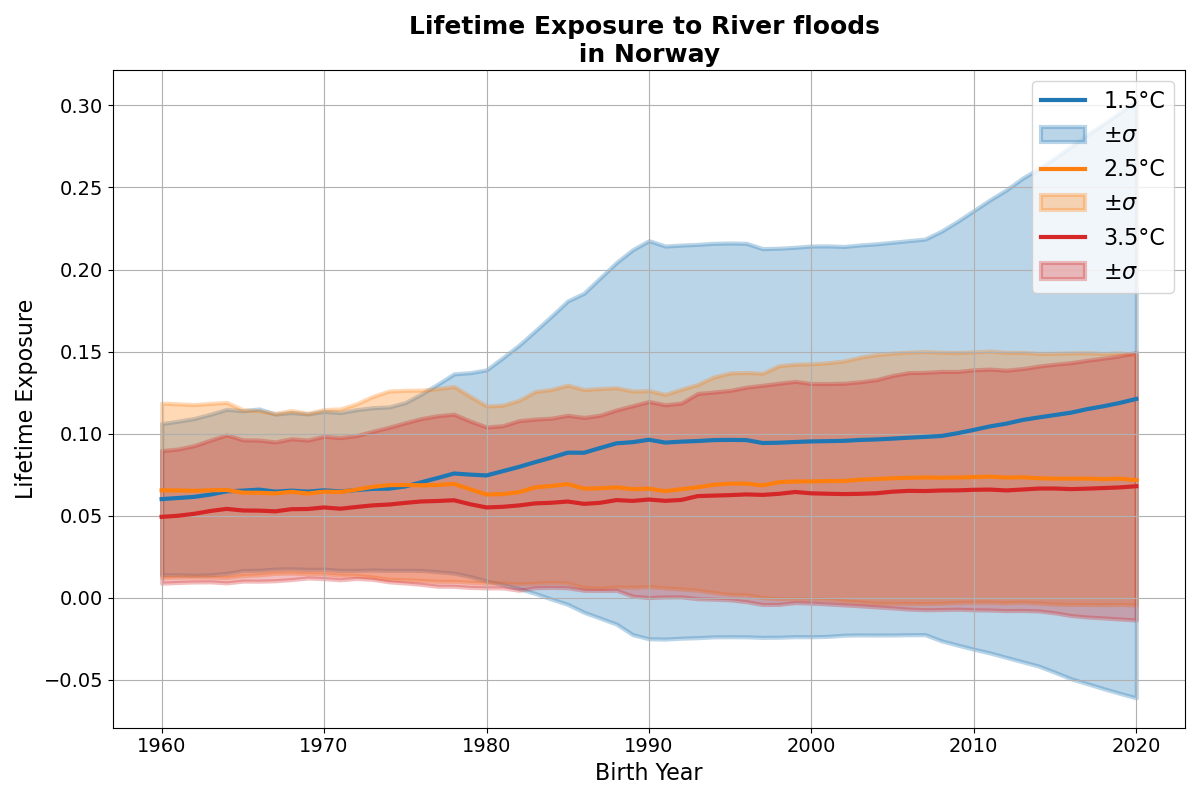 Lifetime Exposure to River floods
in Norway
Lifetime Exposure
0.30
0.25
0.20
0.15
0.10
0.05
0.00
−0.05
1.5°C
±σ
2.5°C
±σ
3.5°C
±σ
1960 1970 1980 1990 2000 2010 2020
Birth Year